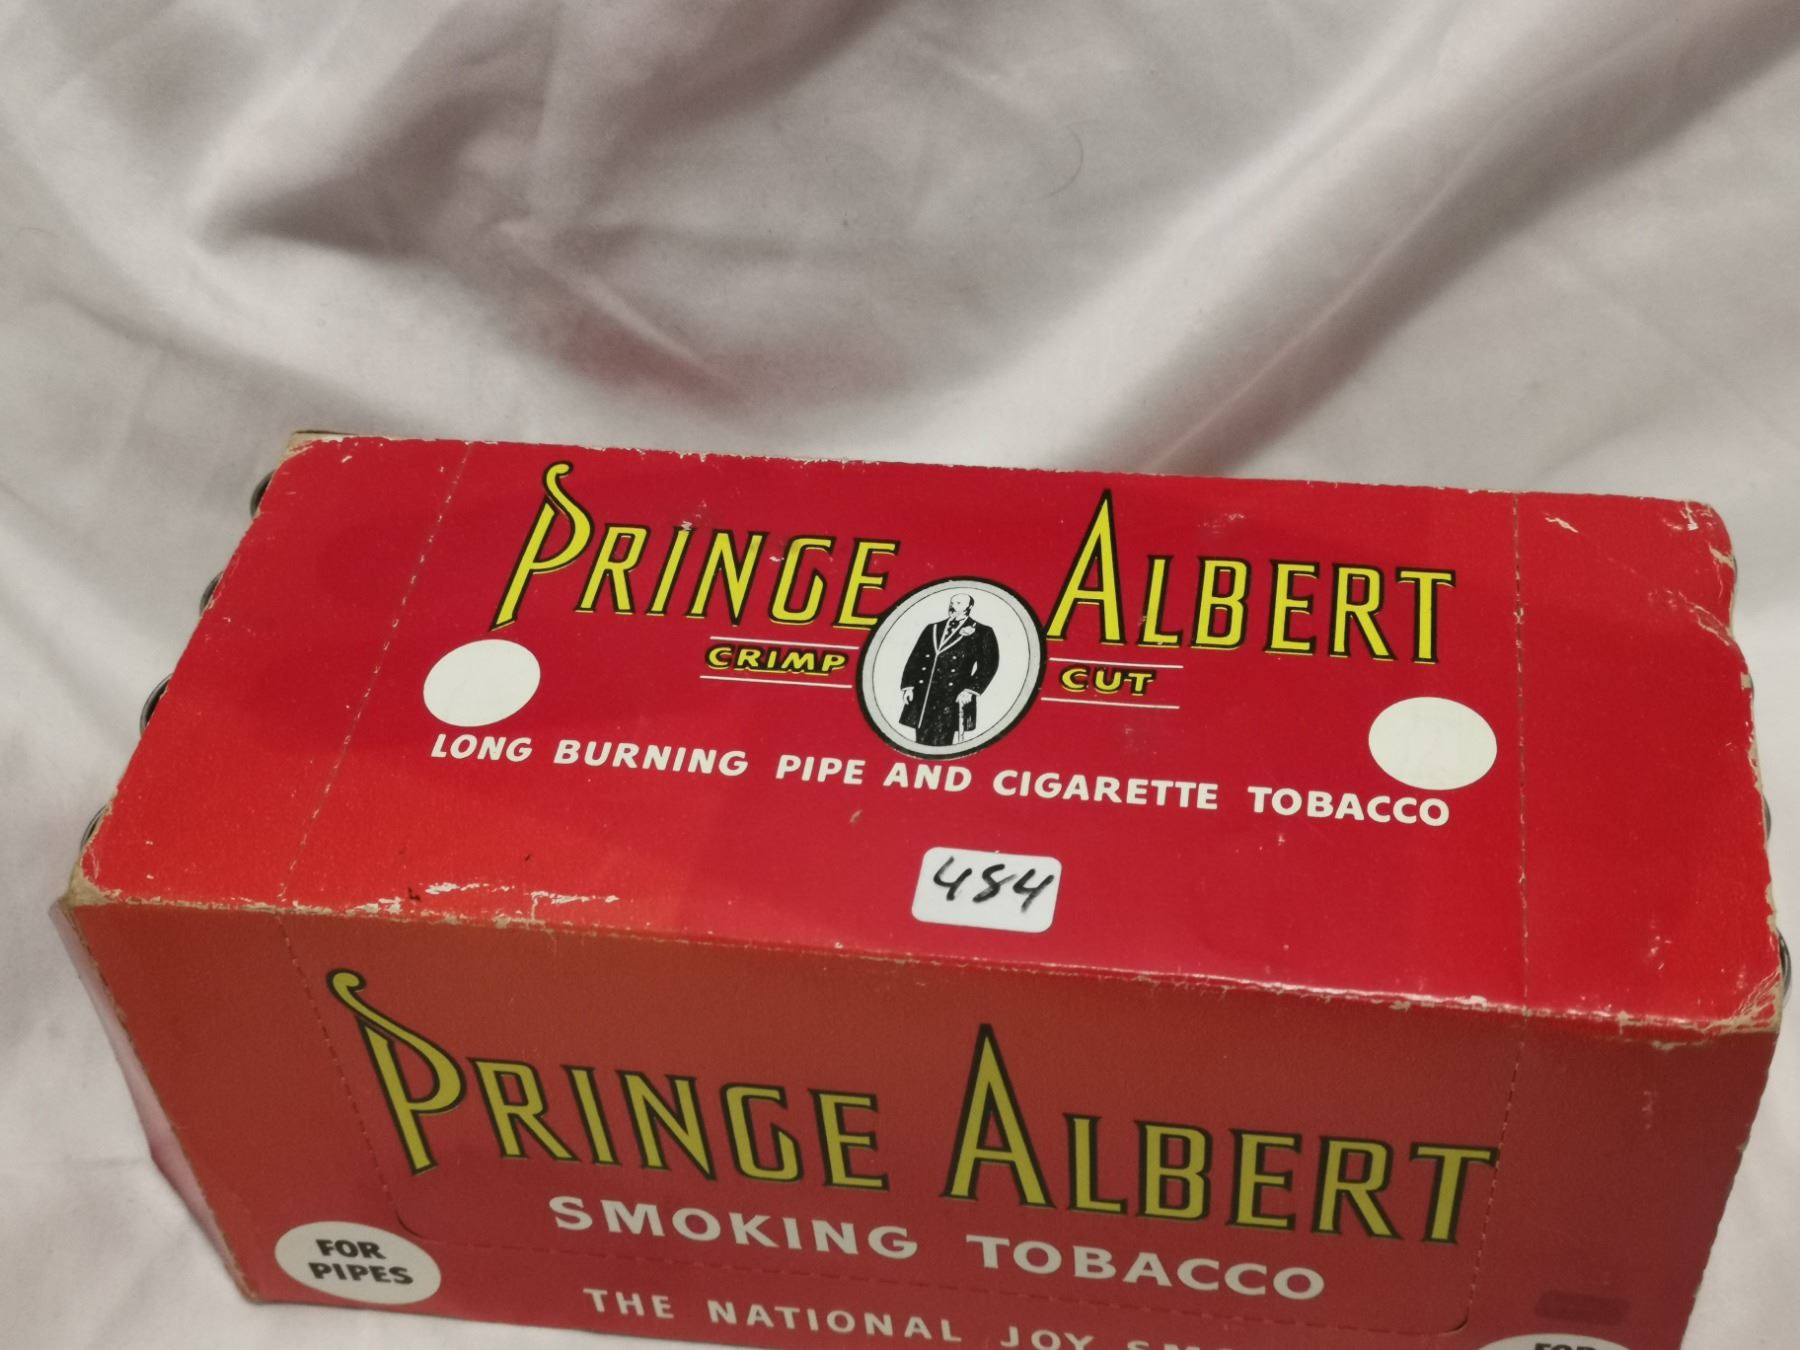 PRINCE ALBERT
CRIMP CUT
LONG BURNING PIPE AND CIGARETTE TOBACCO
484
PRINCE ALBERT
SMOKING TOBACCO
FOR
PIPES
THE NATIONAL JOY
FOR